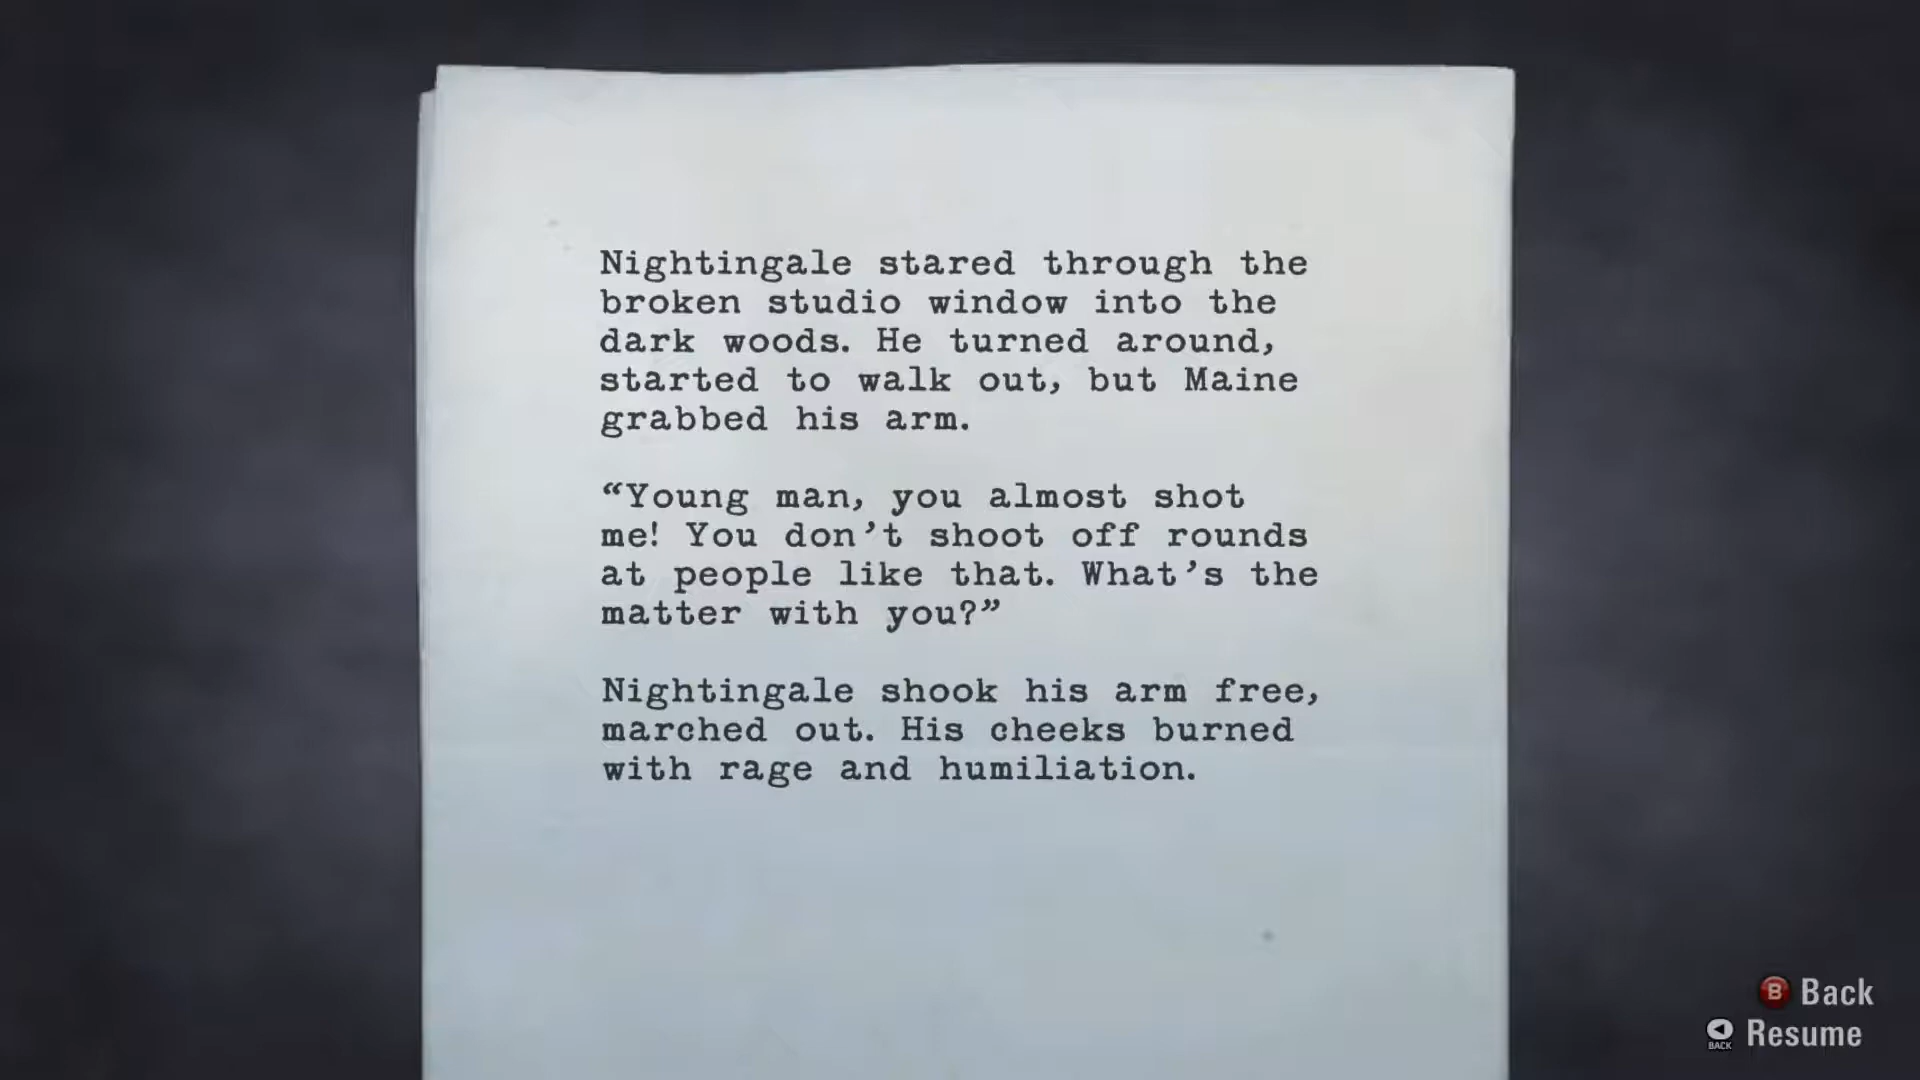 Nightingale stared through the
broken studio window into the
dark woods. He turned around,
started to walk out, but Maine
grabbed his arm.
“Young man, you almost shot
me! You don’t shoot off rounds
at people like that. What’s the
matter with you?”
Nightingale shook his arm free,
marched out. His cheeks burned
with rage and humiliation.
B Back
BACK Resume